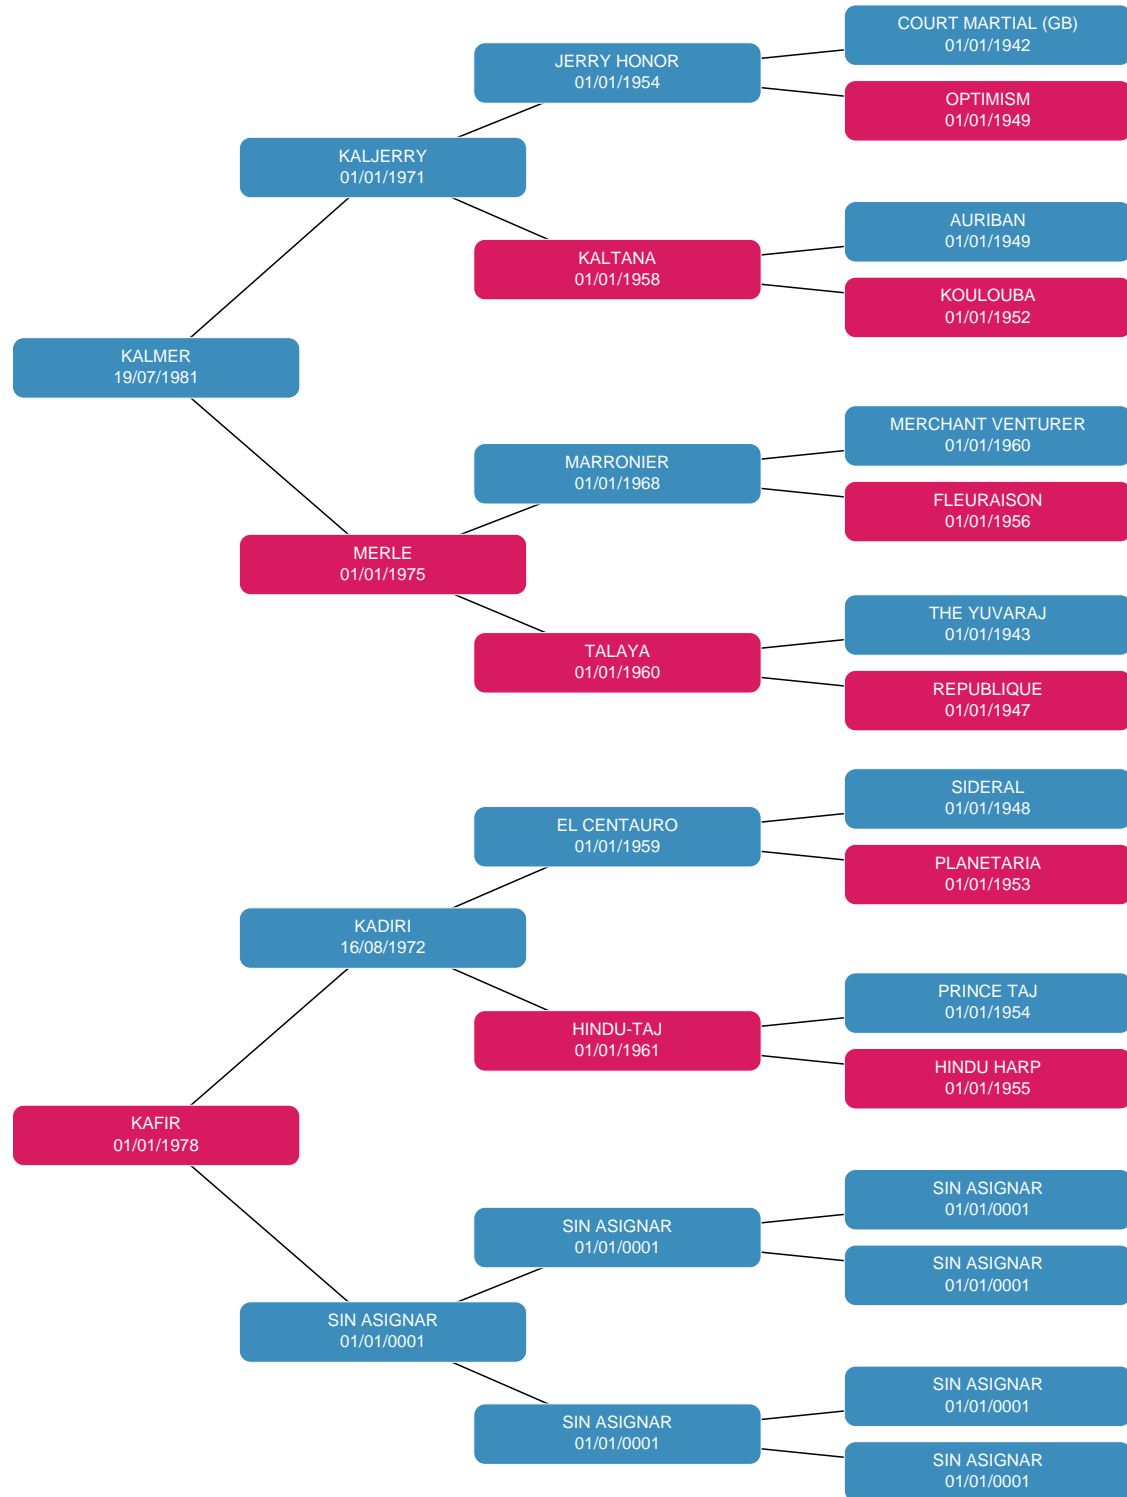 COURT MARTIAL (GB)
01/01/1942
JERRY HONOR
01/01/1954
OPTIMISM
01/01/1949
KALJERRY
01/01/1971
AURIBAN
01/01/1949
KALTANA
01/01/1958
KOULOUBA
01/01/1952
KALMER
19/07/1981
MERCHANT VENTURER
01/01/1960
MARRONIER
01/01/1968
FLEURAISON
01/01/1956
MERLE
01/01/1975
THE YUVARAJ
01/01/1943
TALAYA
01/01/1960
REPUBLIQUE
01/01/1947
SIDERAL
01/01/1948
EL CENTAURO
01/01/1959
PLANETARIA
01/01/1953
KADIRI
16/08/1972
PRINCE TAJ
01/01/1954
HINDU-TAJ
01/01/1961
HINDU HARP
01/01/1955
KAFIR
01/01/1978
SIN ASIGNAR
01/01/0001
SIN ASIGNAR
01/01/0001
SIN ASIGNAR
01/01/0001
SIN ASIGNAR
01/01/0001
SIN ASIGNAR
01/01/0001
SIN ASIGNAR
01/01/0001
SIN ASIGNAR
01/01/0001